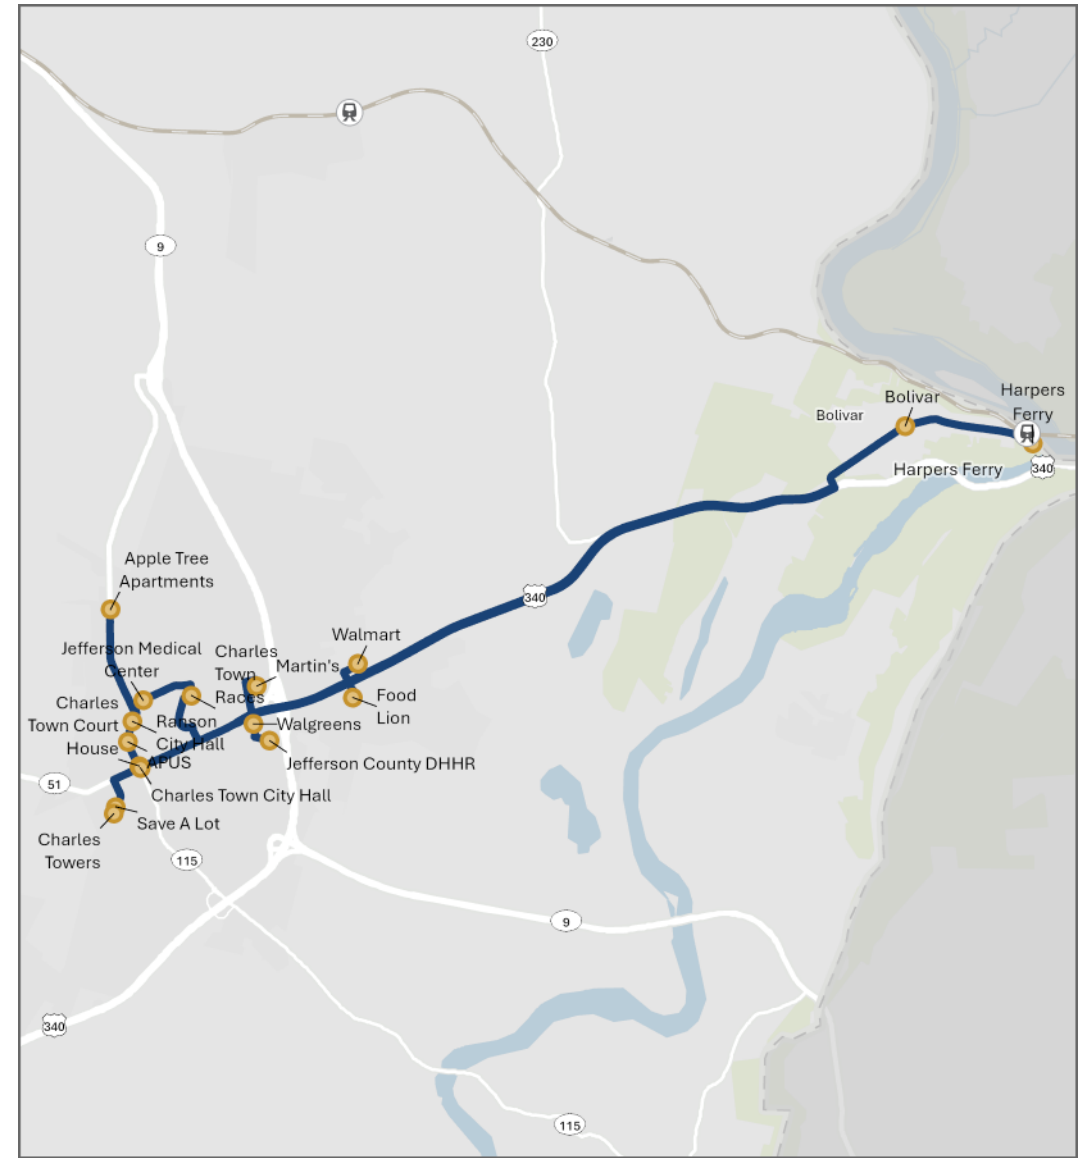 230
9
Harpers
Ferry
Bolivar
Bolivar
Harpers Ferry
340
Apple Tree
Apartments
340
Walmart
Jefferson Medical
Center
Charles
Town
Races
Martin's
Food
Lion
Charles
Town Court
House
Ranson
City Hall
Walgreens
APUS
Jefferson County DHHR
51
Charles Town City Hall
Save A Lot
Charles
Towers
115
9
340
115